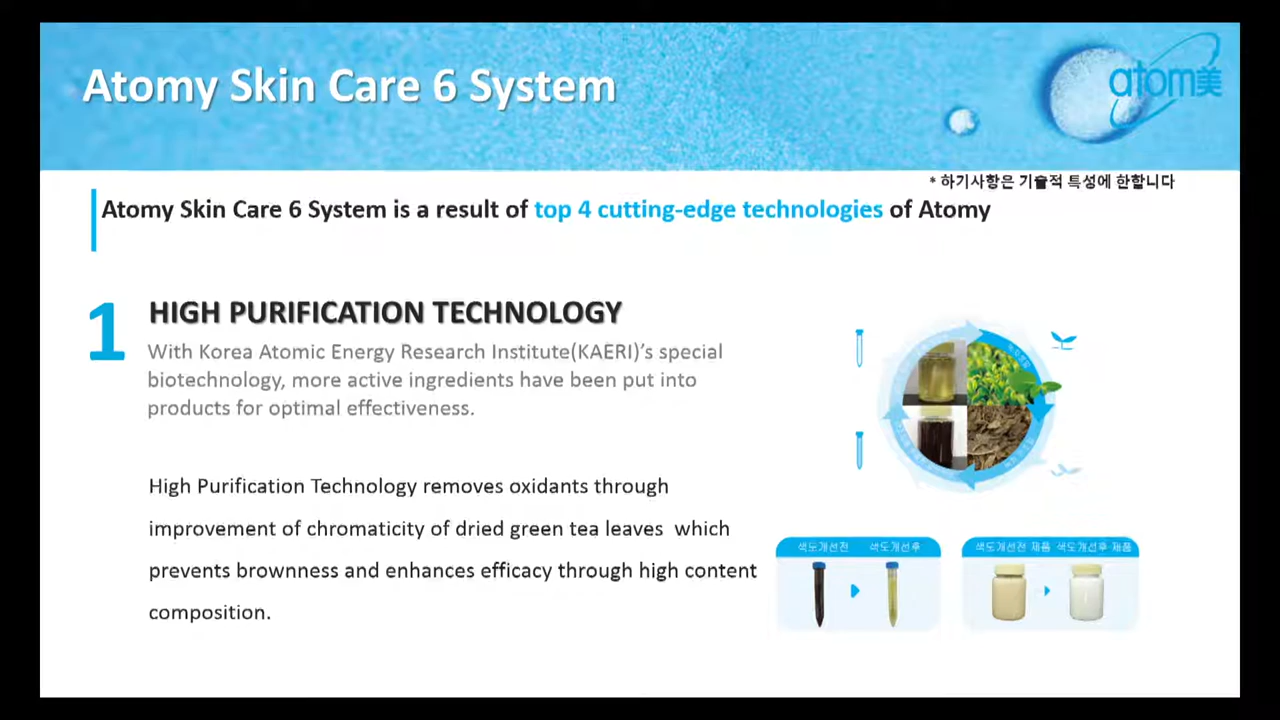 Atomy Skin Care 6 System
atom美
* 하기사항은 기술적 특성에 한합니다
Atomy Skin Care 6 System is a result of top 4 cutting-edge technologies of Atomy
1
HIGH PURIFICATION TECHNOLOGY
With Korea Atomic Energy Research Institute(KAERI)’s special
biotechnology, more active ingredients have been put into
products for optimal effectiveness.
High Purification Technology removes oxidants through
improvement of chromaticity of dried green tea leaves which
prevents brownness and enhances efficacy through high content
composition.
색도개선전 색도개선후
색도개선전 제품 색도개선후 제품